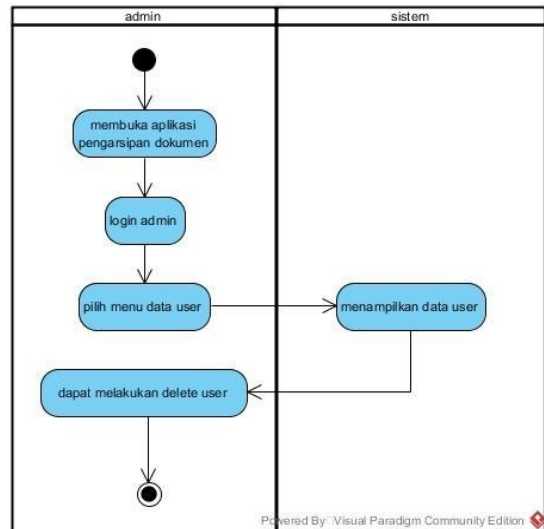 admin
sistem
membuka aplikasi
pengarsipan dokumen
login admin
pilih menu data user
menampilkan data user
dapat melakukan delete user
Powered By Visual Paradigm Community Edition